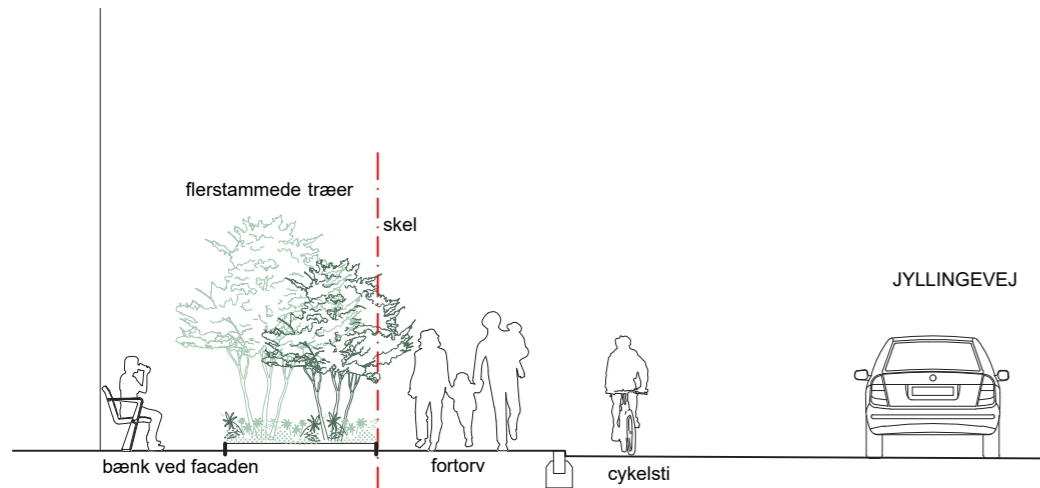 flerstammede træer
skel
JYLLINGEVEJ
bænk ved facaden
fortorv
cykelsti